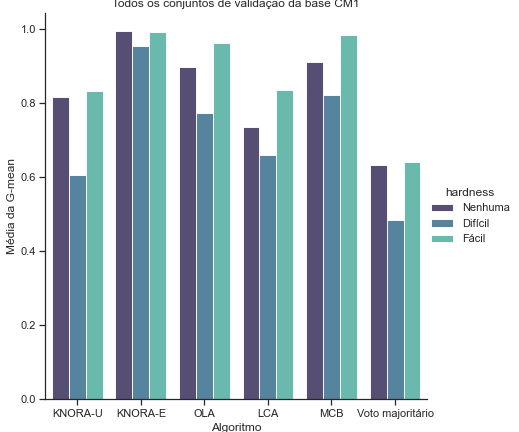 Todos os conjuntos de validação da base CM1
1.0
0.8
0.6
0.4
0.2
0.0
Média da G-mean
KNORA-U KNORA-E OLA LCA MCB Voto majoritário
Algoritmo
hardness
Nenhuma
Difícil
Fácil